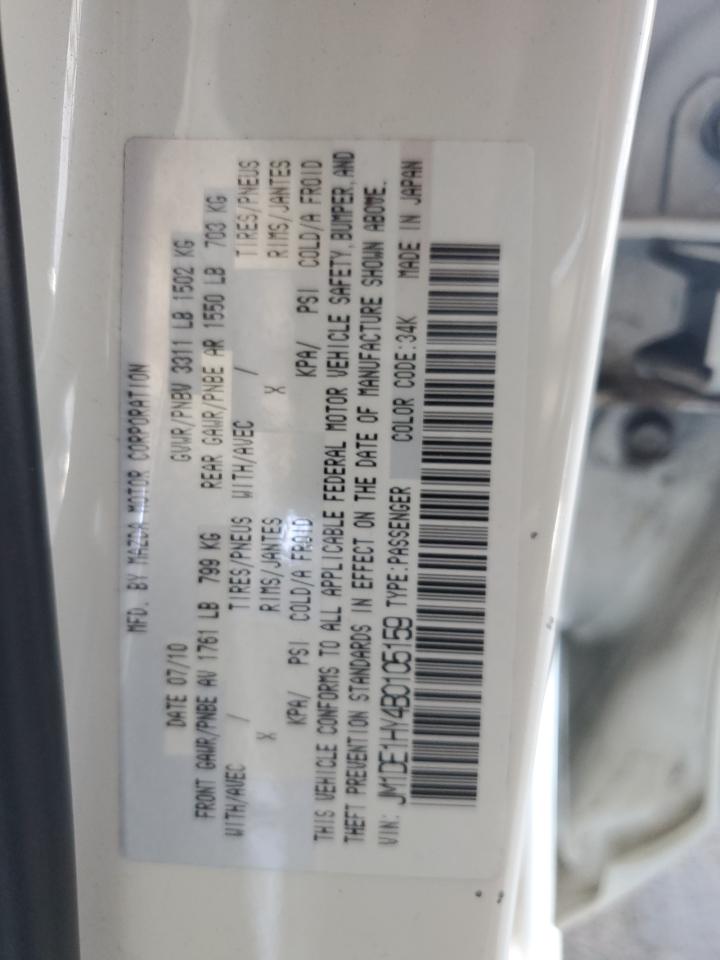 MFD. BY MAZDA MOTOR CORPORATION
DATE 07/10 GVWR/PNBV 3311 LB 1502 KG
FRONT GAWR/PNBE AV 1761 LB 799 KG REAR GAWR/PNBE AR 1550 LB 703 KG
WITH/AVEC / TIRES/PNEUS WITH/AVEC / TIRES/PNEUS
X RIMS/JANTES X RIMS/JANTES
KPA/ PSI COLD/A FROID KPA/ PSI COLD/A FROID
THIS VEHICLE CONFORMS TO ALL APPLICABLE FEDERAL MOTOR VEHICLE SAFETY, BUMPER, AND
THEFT PREVENTION STANDARDS IN EFFECT ON THE DATE OF MANUFACTURE SHOWN ABOVE.
VIN: JM1DE1HY4B0105159 TYPE:PASSENGER COLOR CODE:34K MADE IN JAPAN